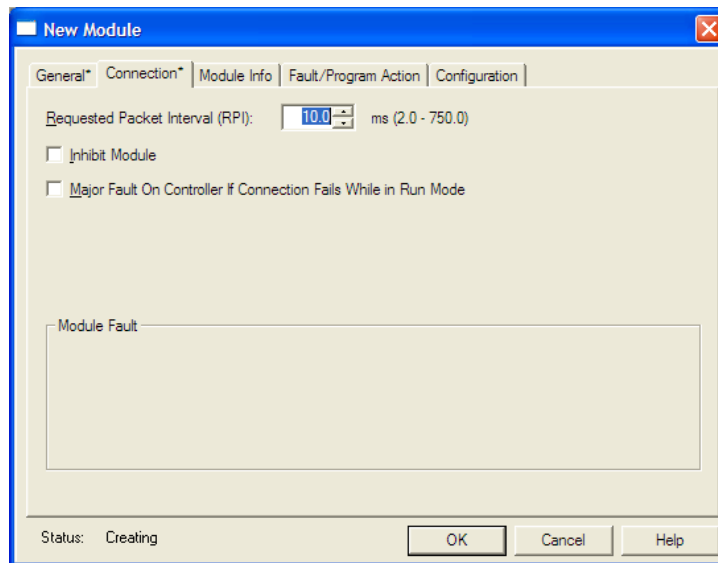 New Module
General* Connection* Module Info Fault/Program Action Configuration
Requested Packet Interval (RPI): 10.0 ms (2.0 - 750.0)
Inhibit Module
Major Fault On Controller If Connection Fails While in Run Mode
Module Fault
Status: Creating OK Cancel Help